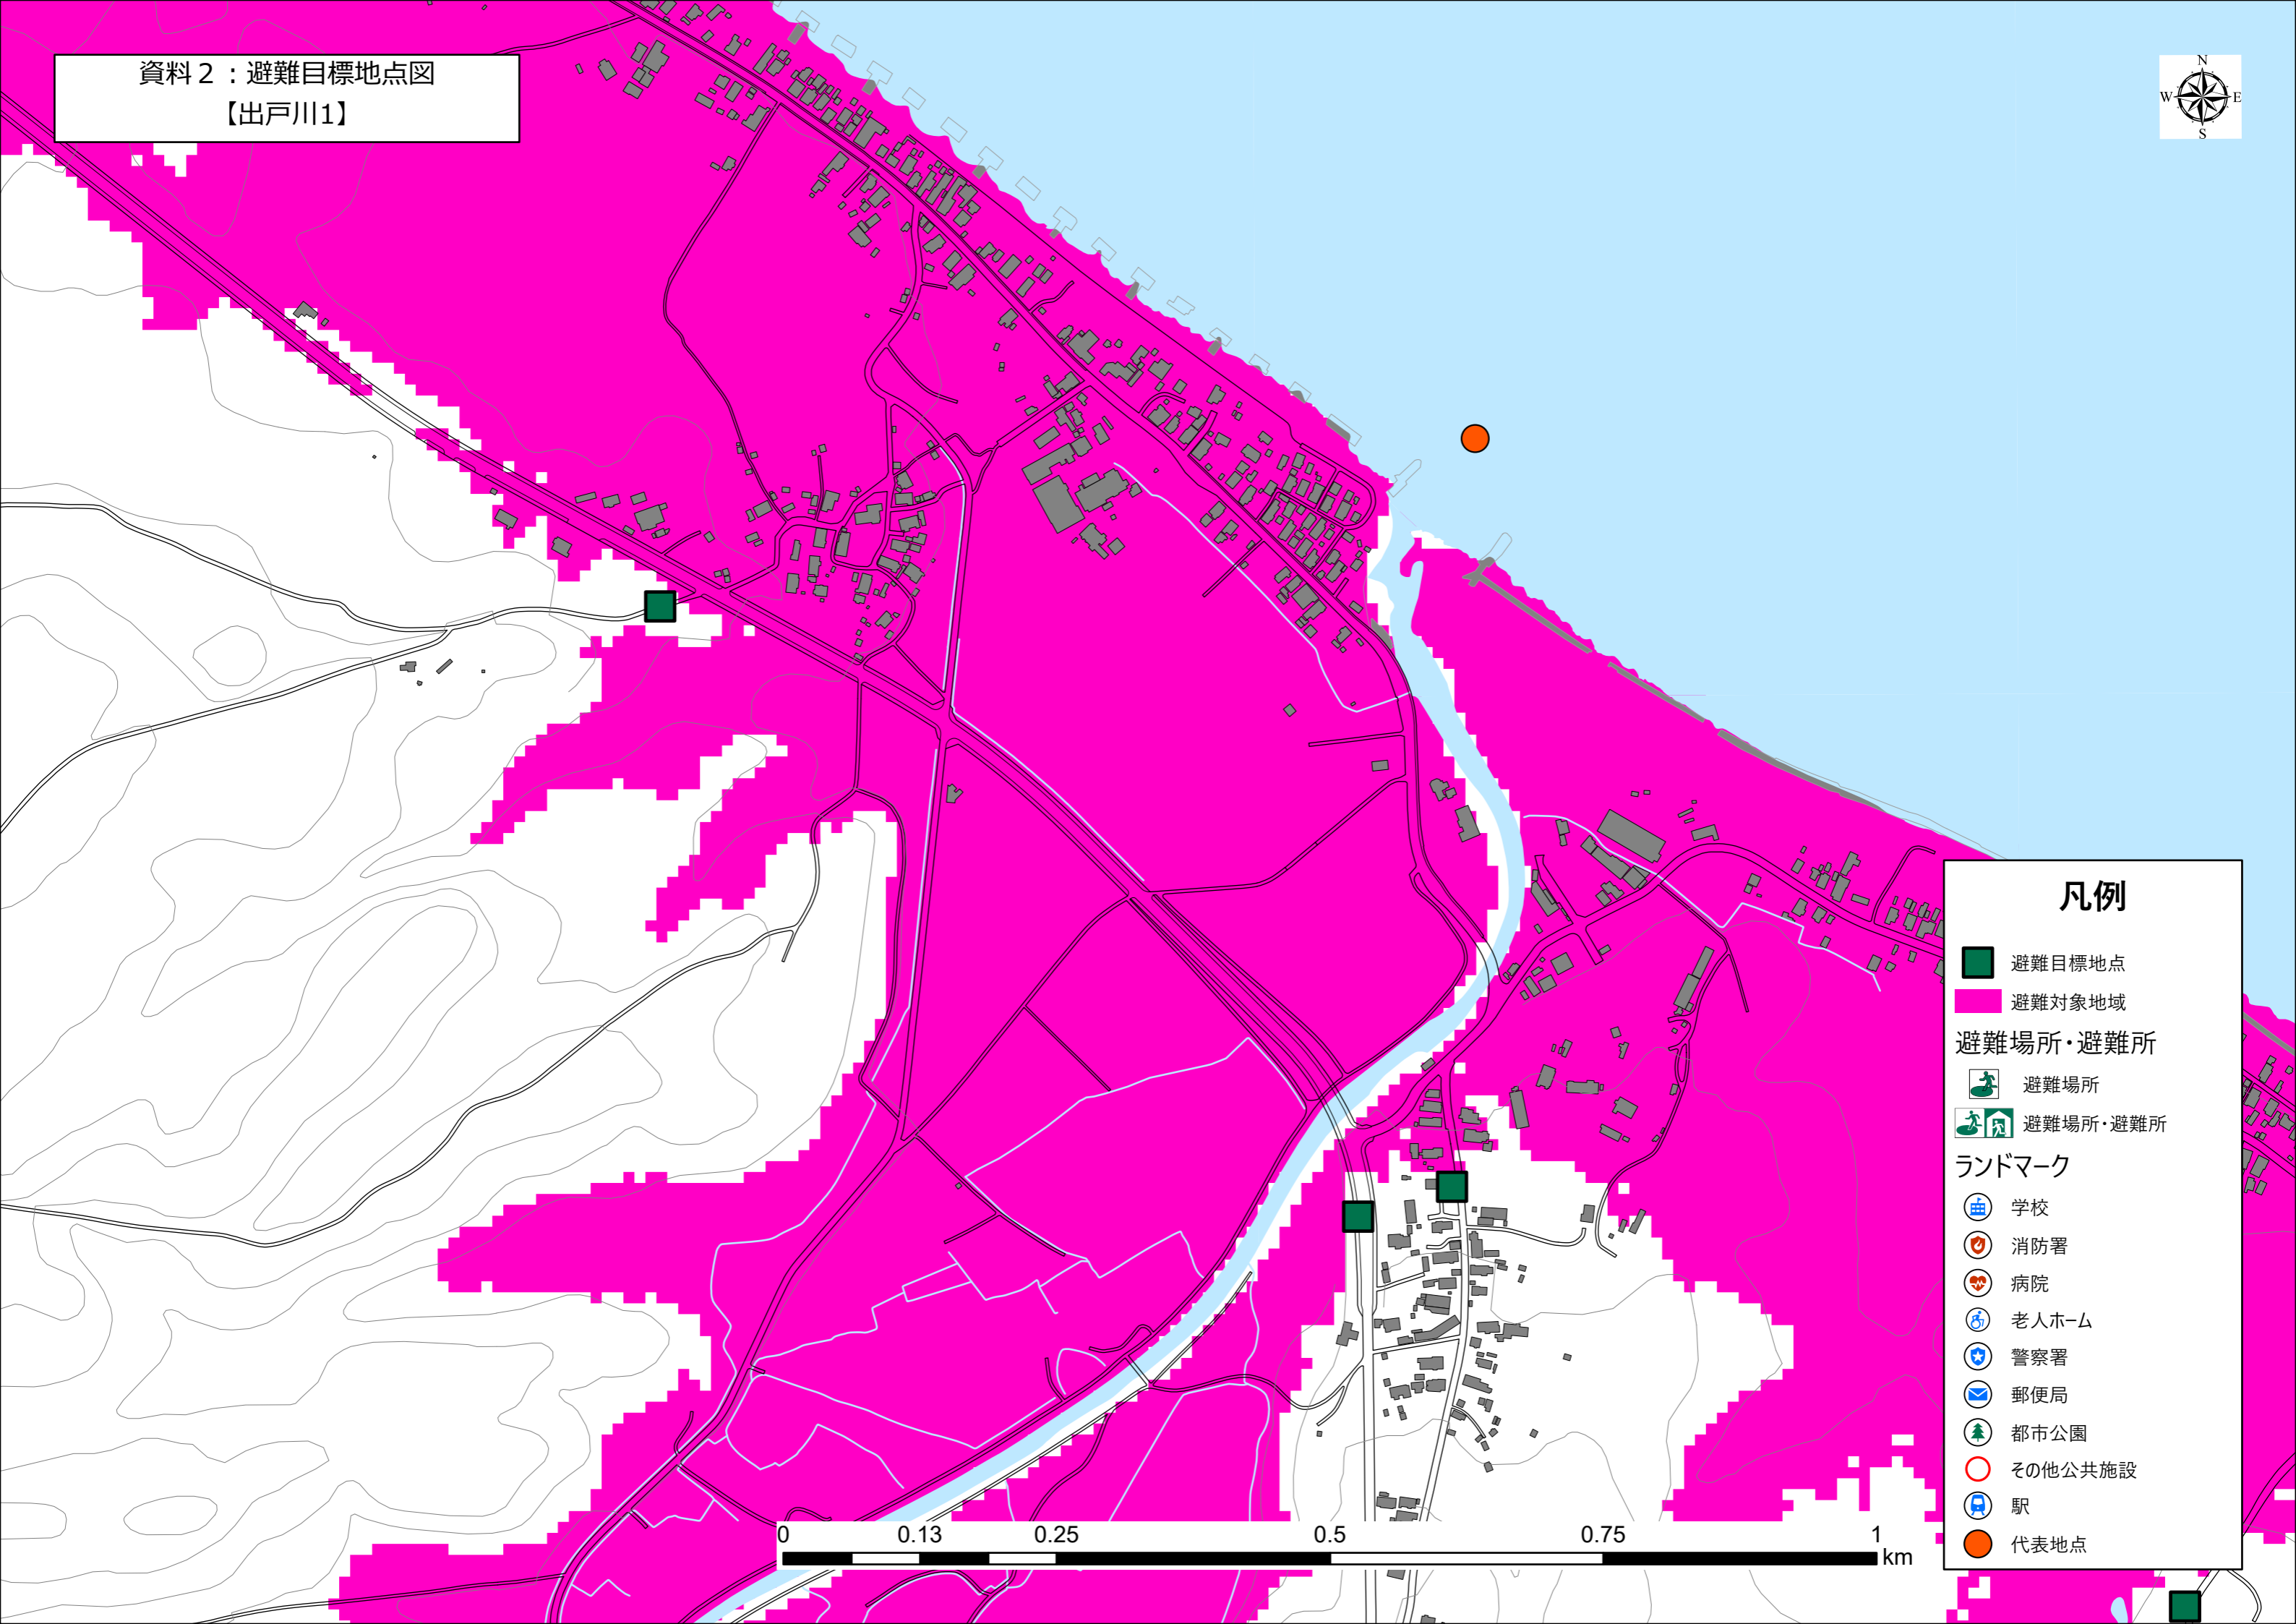 資料２：避難目標地点図
【出戸川1】
N
W E
S
凡例
避難目標地点
避難対象地域
避難場所・避難所
避難場所
避難場所・避難所
ランドマーク
学校
消防署
病院
老人ホーム
警察署
郵便局
都市公園
その他公共施設
駅
代表地点
0 0.13 0.25 0.5 0.75 1
km